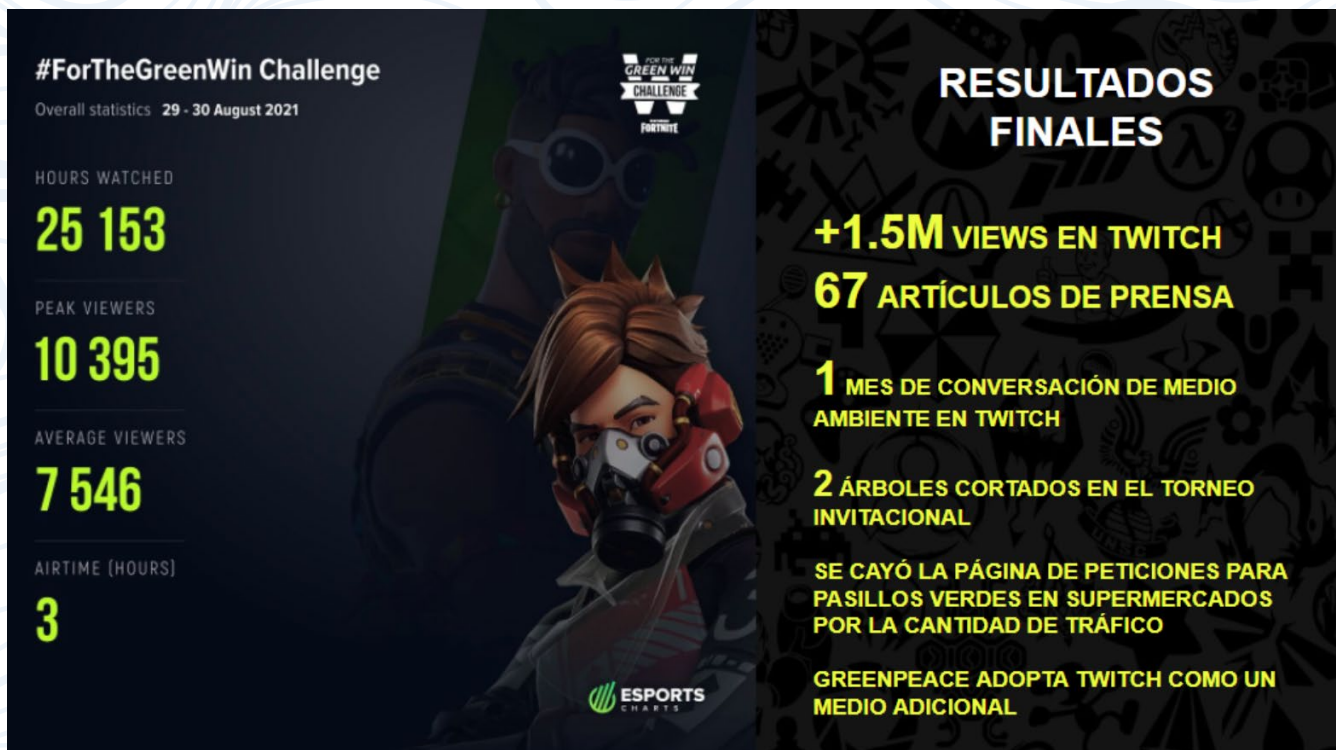 #ForTheGreenWin Challenge
Overall statistics 29 - 30 August 2021
HOURS WATCHED
25 153
PEAK VIEWERS
10 395
AVERAGE VIEWERS
7 546
AIRTIME (HOURS)
3
FOR THE
GREEN WIN
CHALLENGE
FORTNITE
ESPORTS
CHARTS
RESULTADOS
FINALES
+1.5M VIEWS EN TWITCH
67 ARTÍCULOS DE PRENSA
1 MES DE CONVERSACIÓN DE MEDIO
AMBIENTE EN TWITCH
2 ÁRBOLES CORTADOS EN EL TORNEO
INVITACIONAL
SE CAYÓ LA PÁGINA DE PETICIONES PARA
PASILLOS VERDES EN SUPERMERCADOS
POR LA CANTIDAD DE TRÁFICO
GREENPEACE ADOPTA TWITCH COMO UN
MEDIO ADICIONAL
UNSC